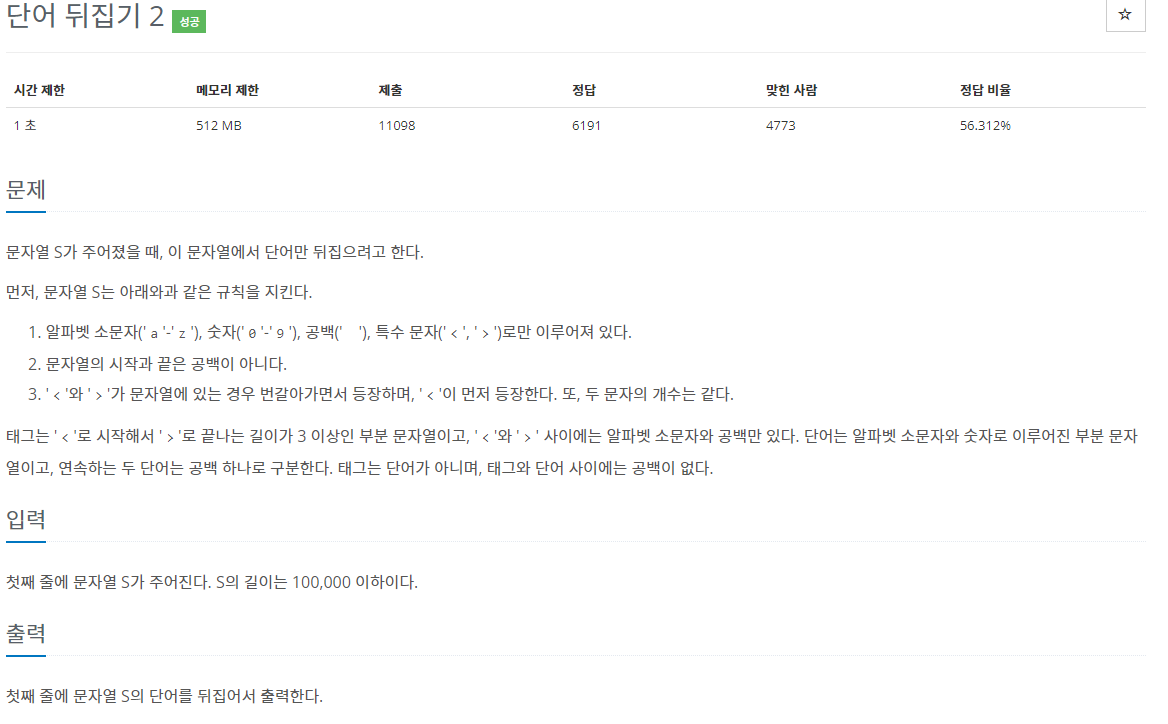 단어 뒤집기 2 성공
☆
시간 제한 메모리 제한 제출 정답 맞힌 사람 정답 비율
1 초 512 MB 11098 6191 4773 56.312%
문제
문자열 S가 주어졌을 때, 이 문자열에서 단어만 뒤집으려고 한다.
먼저, 문자열 S는 아래와과 같은 규칙을 지킨다.
1. 알파벳 소문자(' a '-' z '), 숫자(' 0 '-' 9 '), 공백('   '), 특수 문자(' < ', ' > ')로만 이루어져 있다.
2. 문자열의 시작과 끝은 공백이 아니다.
3. ' < '와 ' > '가 문자열에 있는 경우 번갈아가면서 등장하며, ' < '이 먼저 등장한다. 또, 두 문자의 개수는 같다.
태그는 ' < '로 시작해서 ' > '로 끝나는 길이가 3 이상인 부분 문자열이고, ' < '와 ' > ' 사이에는 알파벳 소문자와 공백만 있다. 단어는 알파벳 소문자와 숫자로 이루어진 부분 문자
열이고, 연속하는 두 단어는 공백 하나로 구분한다. 태그는 단어가 아니며, 태그와 단어 사이에는 공백이 없다.
입력
첫째 줄에 문자열 S가 주어진다. S의 길이는 100,000 이하이다.
출력
첫째 줄에 문자열 S의 단어를 뒤집어서 출력한다.